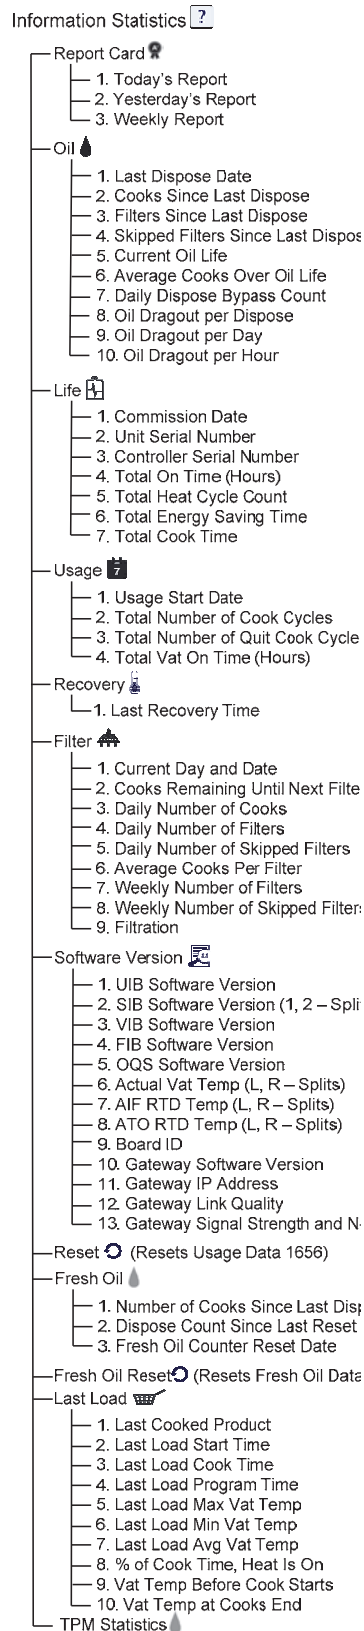 Information Statistics ?
Report Card
1. Today's Report
2. Yesterday's Report
3. Weekly Report
Oil
1. Last Dispose Date
2. Cooks Since Last Dispose
3. Filters Since Last Dispose
4. Skipped Filters Since Last Dispos
5. Current Oil Life
6. Average Cooks Over Oil Life
7. Daily Dispose Bypass Count
8. Oil Dragout per Dispose
9. Oil Dragout per Day
10. Oil Dragout per Hour
Life
1. Commission Date
2. Unit Serial Number
3. Controller Serial Number
4. Total On Time (Hours)
5. Total Heat Cycle Count
6. Total Energy Saving Time
7. Total Cook Time
Usage 7
1. Usage Start Date
2. Total Number of Cook Cycles
3. Total Number of Quit Cook Cycle
4. Total Vat On Time (Hours)
Recovery
1. Last Recovery Time
Filter
1. Current Day and Date
2. Cooks Remaining Until Next Filte
3. Daily Number of Cooks
4. Daily Number of Filters
5. Daily Number of Skipped Filters
6. Average Cooks Per Filter
7. Weekly Number of Filters
8. Weekly Number of Skipped Filters
9. Filtration
Software Version
1. UIB Software Version
2. SIB Software Version (1, 2 – Spli
3. VIB Software Version
4. FIB Software Version
5. OQS Software Version
6. Actual Vat Temp (L, R – Splits)
7. AIF RTD Temp (L, R – Splits)
8. ATO RTD Temp (L, R – Splits)
9. Board ID
10. Gateway Software Version
11. Gateway IP Address
12. Gateway Link Quality
13. Gateway Signal Strength and N
Reset (Resets Usage Data 1656)
Fresh Oil
1. Number of Cooks Since Last Disp
2. Dispose Count Since Last Reset
3. Fresh Oil Counter Reset Date
Fresh Oil Reset (Resets Fresh Oil Data
Last Load
1. Last Cooked Product
2. Last Load Start Time
3. Last Load Cook Time
4. Last Load Program Time
5. Last Load Max Vat Temp
6. Last Load Min Vat Temp
7. Last Load Avg Vat Temp
8. % of Cook Time, Heat Is On
9. Vat Temp Before Cook Starts
10. Vat Temp at Cooks End
TPM Statistics